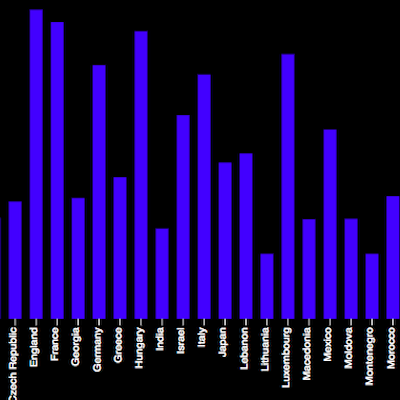 Czech Republic
England
France
Georgia
Germany
Greece
Hungary
India
Israel
Italy
Japan
Lebanon
Lithuania
Luxembourg
Macedonia
Mexico
Moldova
Montenegro
Morocco